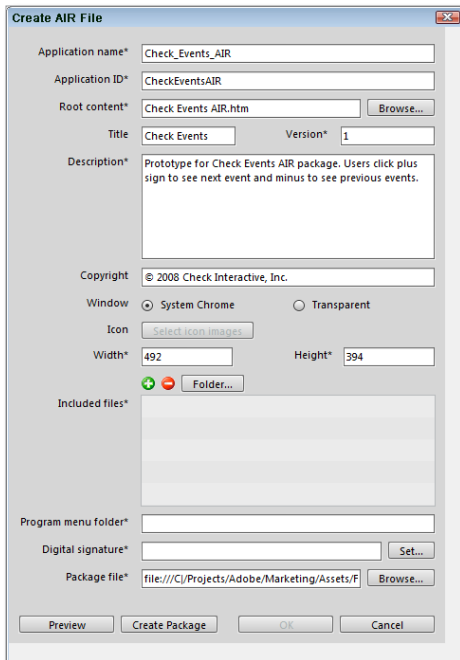 Create AIR File
Application name* Check_Events_AIR
Application ID* CheckEventsAIR
Root content* Check Events AIR.htm Browse...
Title Check Events Version* 1
Description* Prototype for Check Events AIR package. Users click plus
sign to see next event and minus to see previous events.
Copyright © 2008 Check Interactive, Inc.
Window System Chrome Transparent
Icon Select icon images
Width* 492 Height* 394
Folder...
Included files*
Program menu folder*
Digital signature* Set...
Package file* file:///C|/Projects/Adobe/Marketing/Assets/F Browse...
Preview Create Package OK Cancel